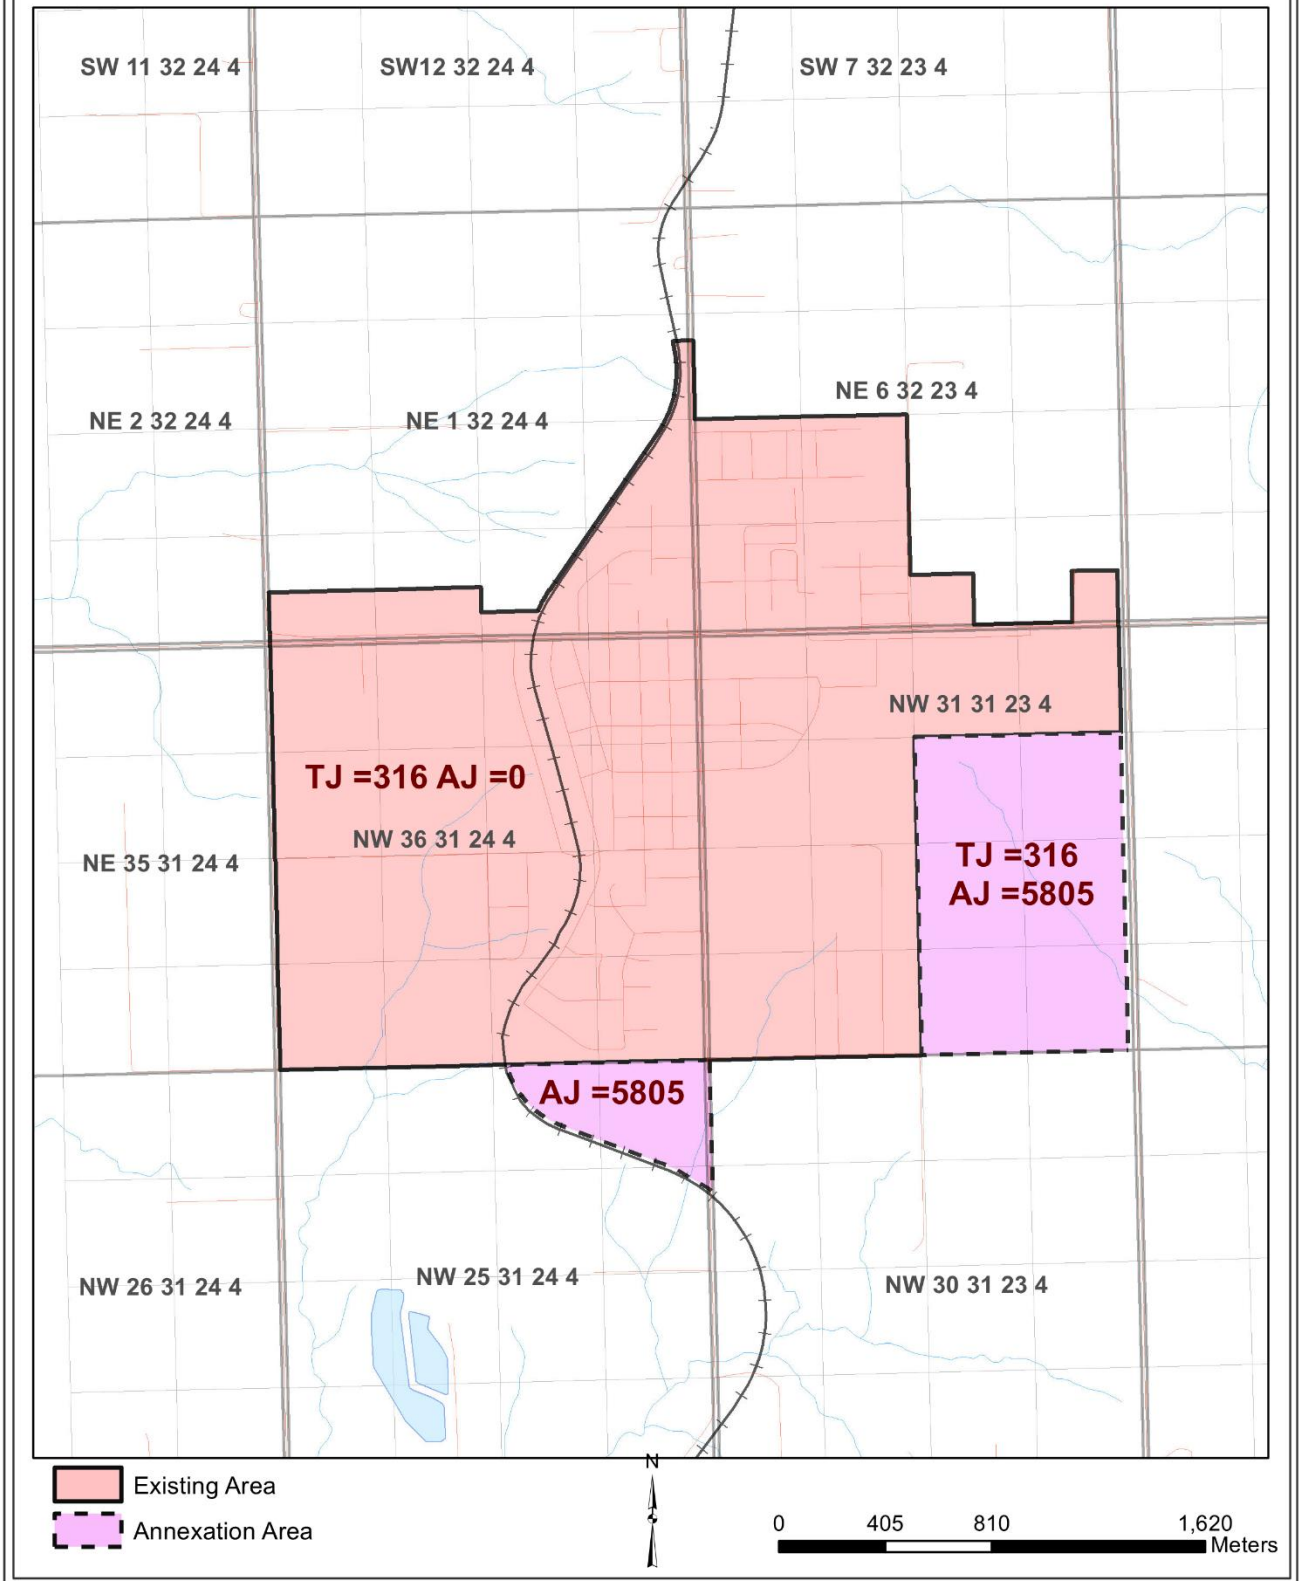 SW 11 32 24 4
SW12 32 24 4
SW 7 32 23 4
NE 6 32 23 4
NE 2 32 24 4
NE 1 32 24 4
NW 31 31 23 4
TJ =316 AJ =0
NW 36 31 24 4
NE 35 31 24 4
TJ =316
AJ =5805
AJ =5805
NW 26 31 24 4
NW 25 31 24 4
NW 30 31 23 4
Existing Area
Annexation Area
N
0 405 810 1,620
Meters